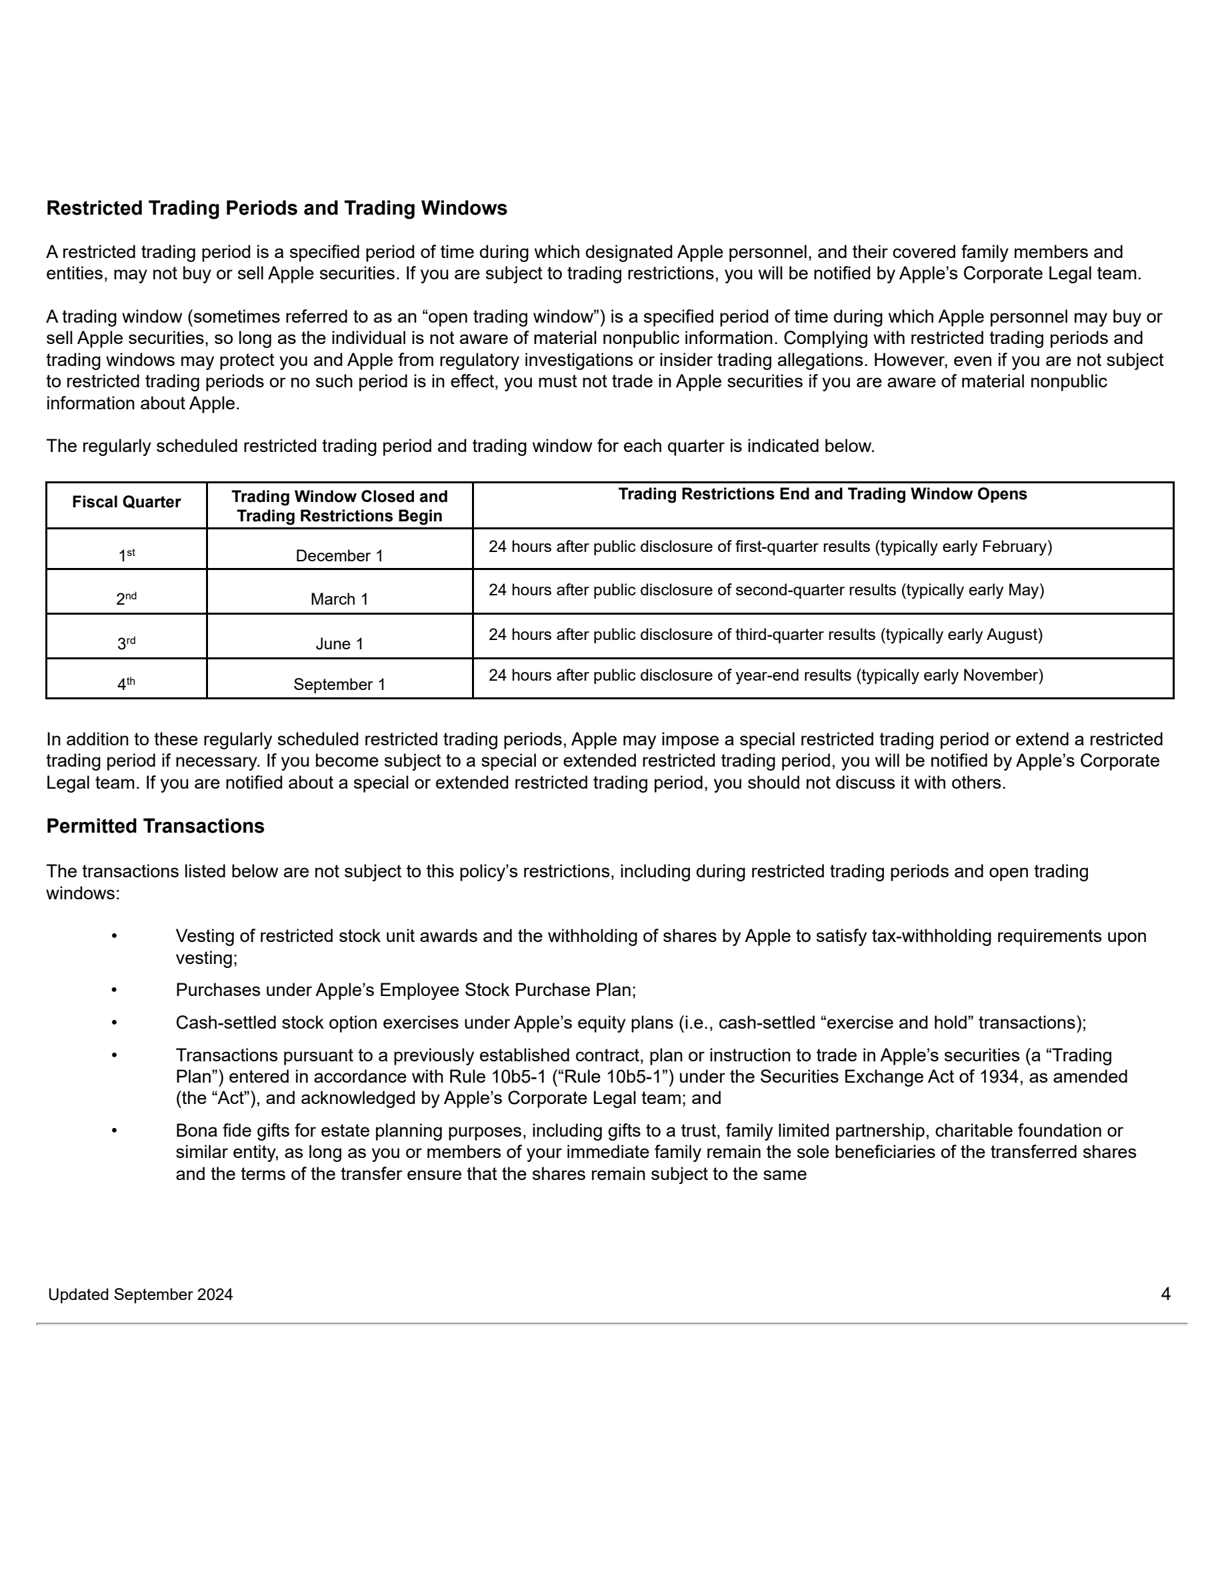 Restricted Trading Periods and Trading Windows
A restricted trading period is a specified period of time during which designated Apple personnel, and their covered family members and
entities, may not buy or sell Apple securities. If you are subject to trading restrictions, you will be notified by Apple’s Corporate Legal team.
A trading window (sometimes referred to as an “open trading window”) is a specified period of time during which Apple personnel may buy or
sell Apple securities, so long as the individual is not aware of material nonpublic information. Complying with restricted trading periods and
trading windows may protect you and Apple from regulatory investigations or insider trading allegations. However, even if you are not subject
to restricted trading periods or no such period is in effect, you must not trade in Apple securities if you are aware of material nonpublic
information about Apple.
The regularly scheduled restricted trading period and trading window for each quarter is indicated below.
Fiscal Quarter
Trading Window Closed and
Trading Restrictions Begin
Trading Restrictions End and Trading Window Opens
1st
December 1
24 hours after public disclosure of first-quarter results (typically early February)
2nd
March 1
24 hours after public disclosure of second-quarter results (typically early May)
3rd
June 1
24 hours after public disclosure of third-quarter results (typically early August)
4th
September 1
24 hours after public disclosure of year-end results (typically early November)
In addition to these regularly scheduled restricted trading periods, Apple may impose a special restricted trading period or extend a restricted
trading period if necessary. If you become subject to a special or extended restricted trading period, you will be notified by Apple’s Corporate
Legal team. If you are notified about a special or extended restricted trading period, you should not discuss it with others.
Permitted Transactions
The transactions listed below are not subject to this policy’s restrictions, including during restricted trading periods and open trading
windows:
• Vesting of restricted stock unit awards and the withholding of shares by Apple to satisfy tax-withholding requirements upon
vesting;
• Purchases under Apple’s Employee Stock Purchase Plan;
• Cash-settled stock option exercises under Apple’s equity plans (i.e., cash-settled “exercise and hold” transactions);
• Transactions pursuant to a previously established contract, plan or instruction to trade in Apple’s securities (a “Trading
Plan”) entered in accordance with Rule 10b5-1 (“Rule 10b5-1”) under the Securities Exchange Act of 1934, as amended
(the “Act”), and acknowledged by Apple’s Corporate Legal team; and
• Bona fide gifts for estate planning purposes, including gifts to a trust, family limited partnership, charitable foundation or
similar entity, as long as you or members of your immediate family remain the sole beneficiaries of the transferred shares
and the terms of the transfer ensure that the shares remain subject to the same
Updated September 2024
4